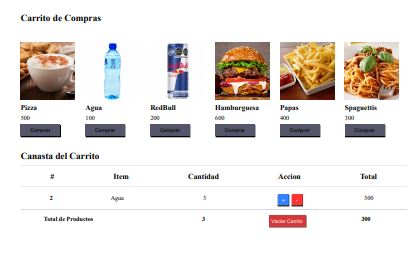 Carrito de Compras
Pizza Agua RedBull Hamburguesa Papas Spaguettis
500 100 200 600 400 300
Comprar Comprar Comprar Comprar Comprar Comprar
Canasta del Carrito
# Item Cantidad Accion Total
2 Agua 3 + - 300
Total de Productos 3 Vaciar Carrito 300